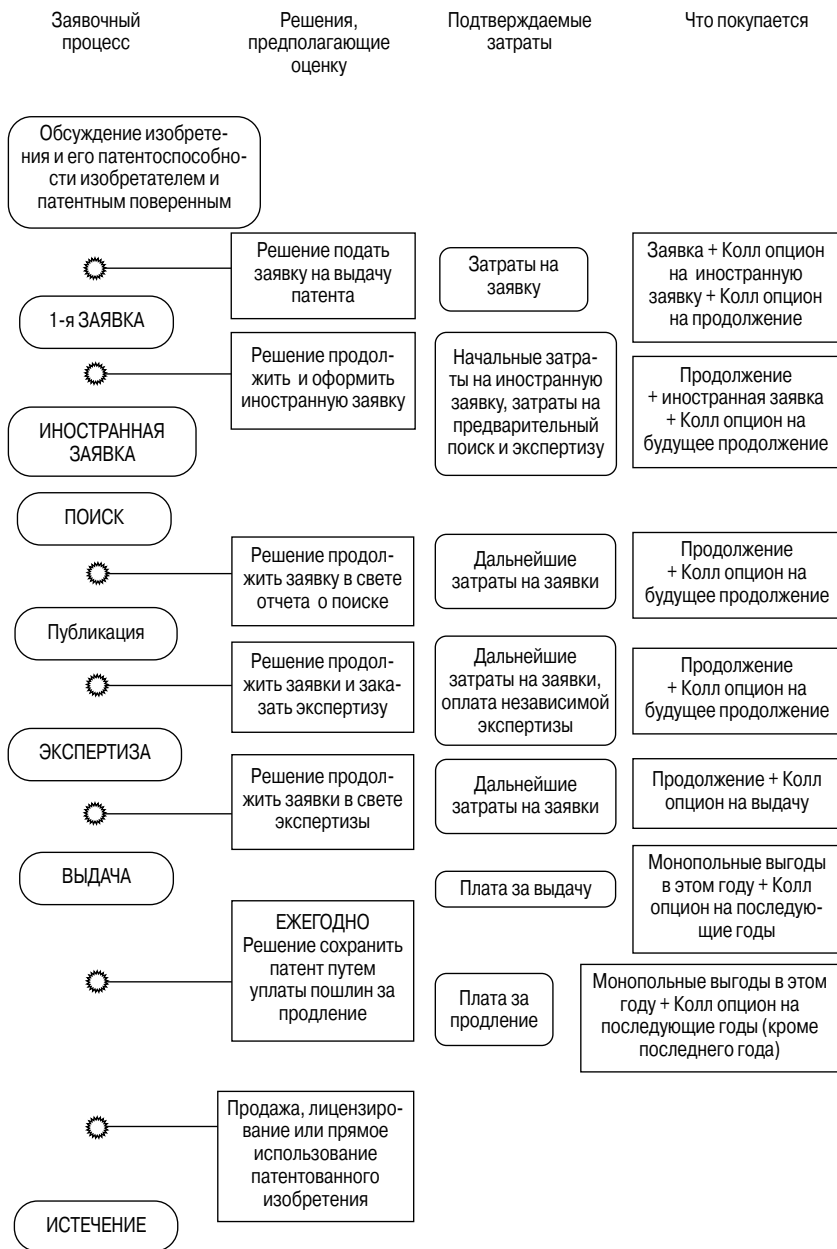 Заявочный
процесс
Решения,
предполагающие
оценку
Подтверждаемые
затраты
Что покупается
Обсуждение изобрете-
ния и его патентоспособно-
сти изобретателем и
патентным поверенным
Решение подать
заявку на выдачу
патента
Затраты на
заявку
Заявка + Колл опцион
на иностранную
заявку + Колл опцион
на продолжение
1-я ЗАЯВКА
Решение продол-
жить и оформить
иностранную заявку
Начальные затра-
ты на иностранную
заявку, затраты на
предварительный
поиск и экспертизу
Продолжение
+ иностранная заявка
+ Колл опцион на
будущее продолжение
ИНОСТРАННАЯ
ЗАЯВКА
ПОИСК
Решение продол-
жить заявку в свете
отчета о поиске
Дальнейшие
затраты на заявки
Продолжение
+ Колл опцион на
будущее продолжение
Публикация
Решение продол-
жить заявки и зака-
зать экспертизу
Дальнейшие
затраты на заявки,
оплата независимой
экспертизы
Продолжение
+ Колл опцион на
будущее продолжение
ЭКСПЕРТИЗА
Решение продол-
жить заявки в свете
экспертизы
Дальнейшие
затраты на заявки
Продолжение + Колл
опцион на выдачу
ВЫДАЧА
Плата за выдачу
Монопольные выгоды
в этом году + Колл
опцион на последую-
щие годы
ЕЖЕГОДНО
Решение сохранить
патент путем
уплаты пошлин за
продление
Плата за
продление
Монопольные выгоды в этом
году + Колл опцион на
последующие годы (кроме
последнего года)
Продажа, лицензиро-
вание или прямое
использование
патентованного
изобретения
ИСТЕЧЕНИЕ